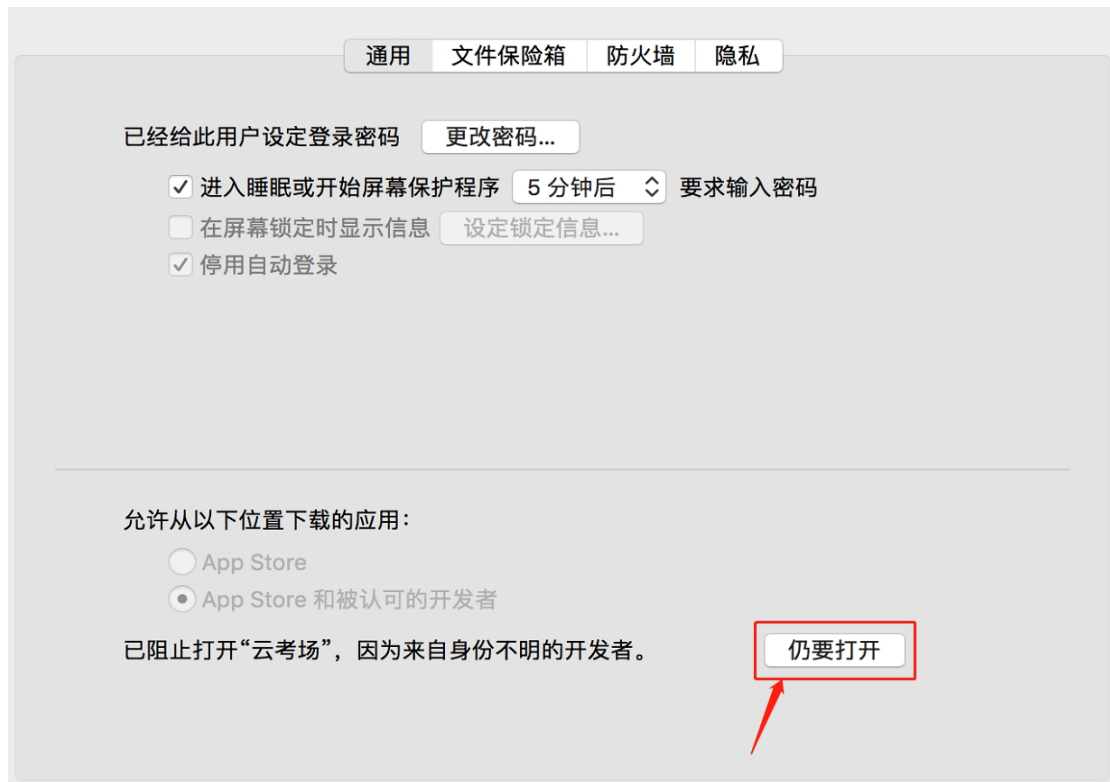 通用 文件保险箱 防火墙 隐私
已经给此用户设定登录密码 更改密码...
进入睡眠或开始屏幕保护程序 5 分钟后 要求输入密码
在屏幕锁定时显示信息 设定锁定信息...
停用自动登录
允许从以下位置下载的应用：
App Store
App Store 和被认可的开发者
已阻止打开“云考场”，因为来自身份不明的开发者。 仍要打开